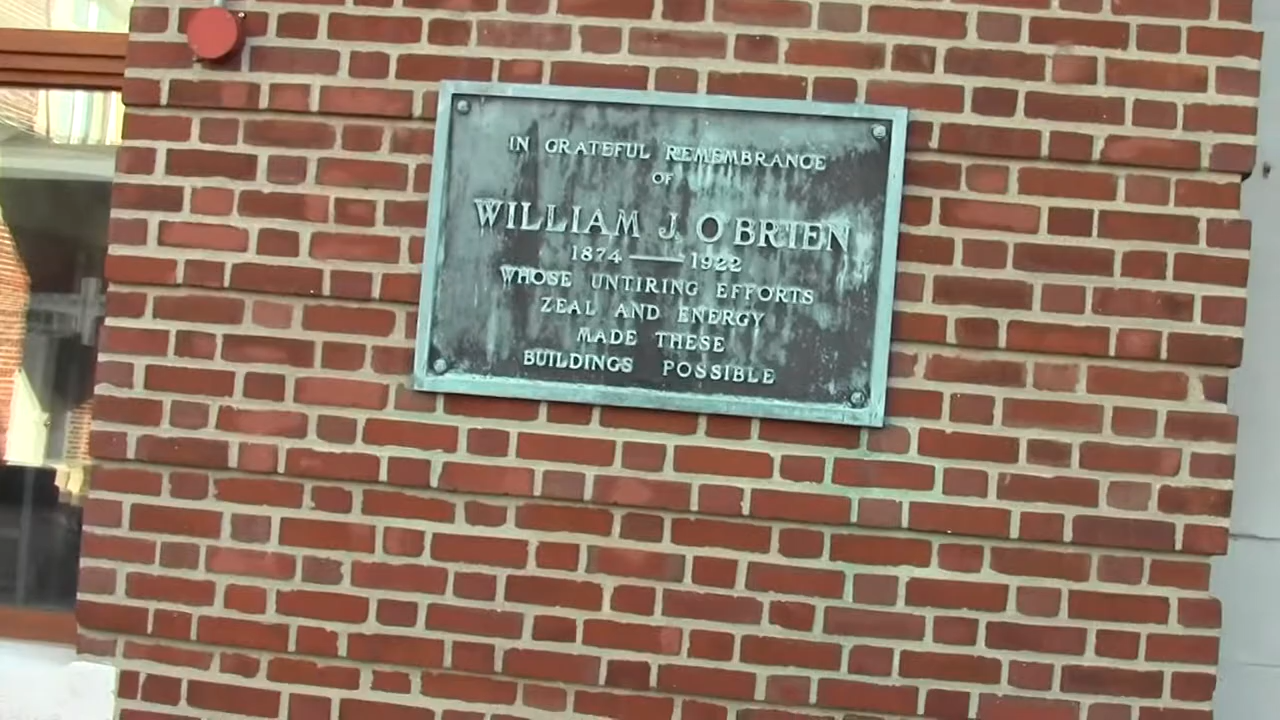 IN GRATEFUL REMEMBRANCE
OF
WILLIAM J. O'BRIEN
1874 — 1922
WHOSE UNTIRING EFFORTS
ZEAL AND ENERGY
MADE THESE
BUILDINGS POSSIBLE